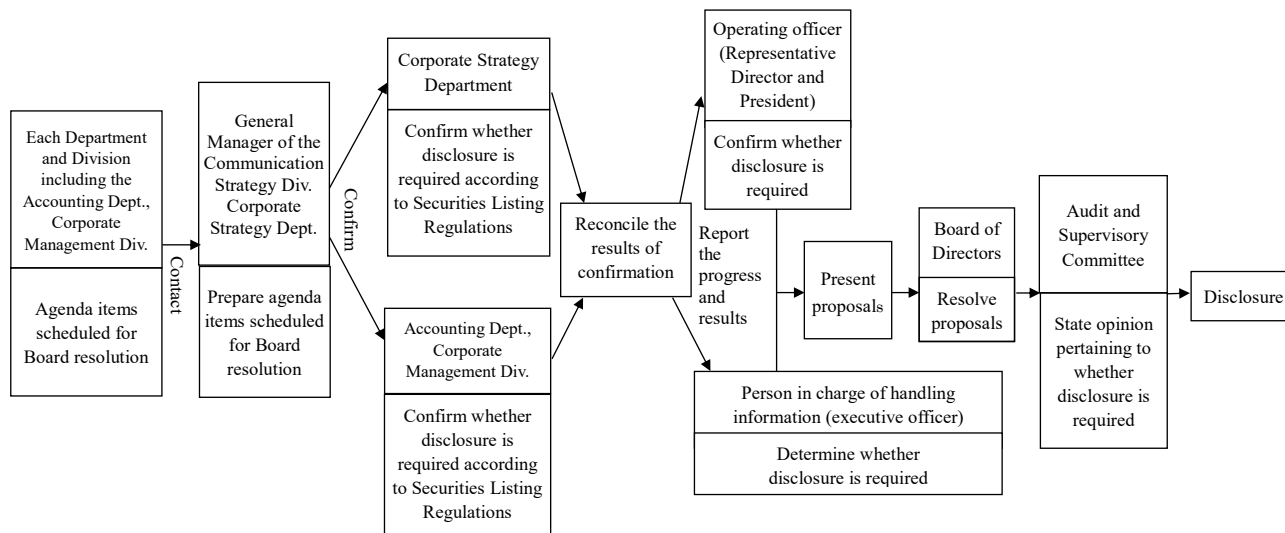 Each Department
and Division
including the
Accounting Dept.,
Corporate
Management Div.
Agenda items
scheduled for
Board resolution
Contact
General
Manager of the
Communication
Strategy Div.
Corporate
Strategy Dept.
Prepare agenda
items scheduled
for Board
resolution
Confirm
Corporate Strategy
Department
Confirm whether
disclosure is
required according
to Securities Listing
Regulations
Accounting Dept.,
Corporate
Management Div.
Confirm whether
disclosure is
required according
to Securities Listing
Regulations
Reconcile the
results of
confirmation
Report
the
progress
and
results
Operating officer
(Representative
Director and
President)
Confirm whether
disclosure is
required
Person in charge of handling
information (executive officer)
Determine whether
disclosure is required
Present
proposals
Board of
Directors
Resolve
proposals
Audit and
Supervisory
Committee
State opinion
pertaining to
whether
disclosure is
required
Disclosure